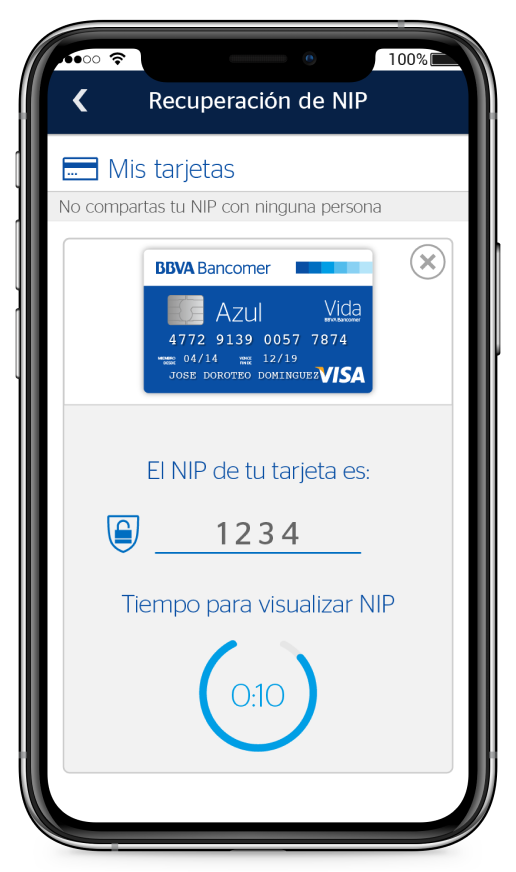 100%
Recuperación de NIP
Mis tarjetas
No compartas tu NIP con ninguna persona
BBVA Bancomer
Azul
Vida
BBVA Bancomer
4772 9139 0057 7874
MIEMBRO DESDE 04/14 VENCE FIN DE 12/19
JOSE DOROTEO DOMINGUEZ VISA
El NIP de tu tarjeta es:
1234
Tiempo para visualizar NIP
0:10